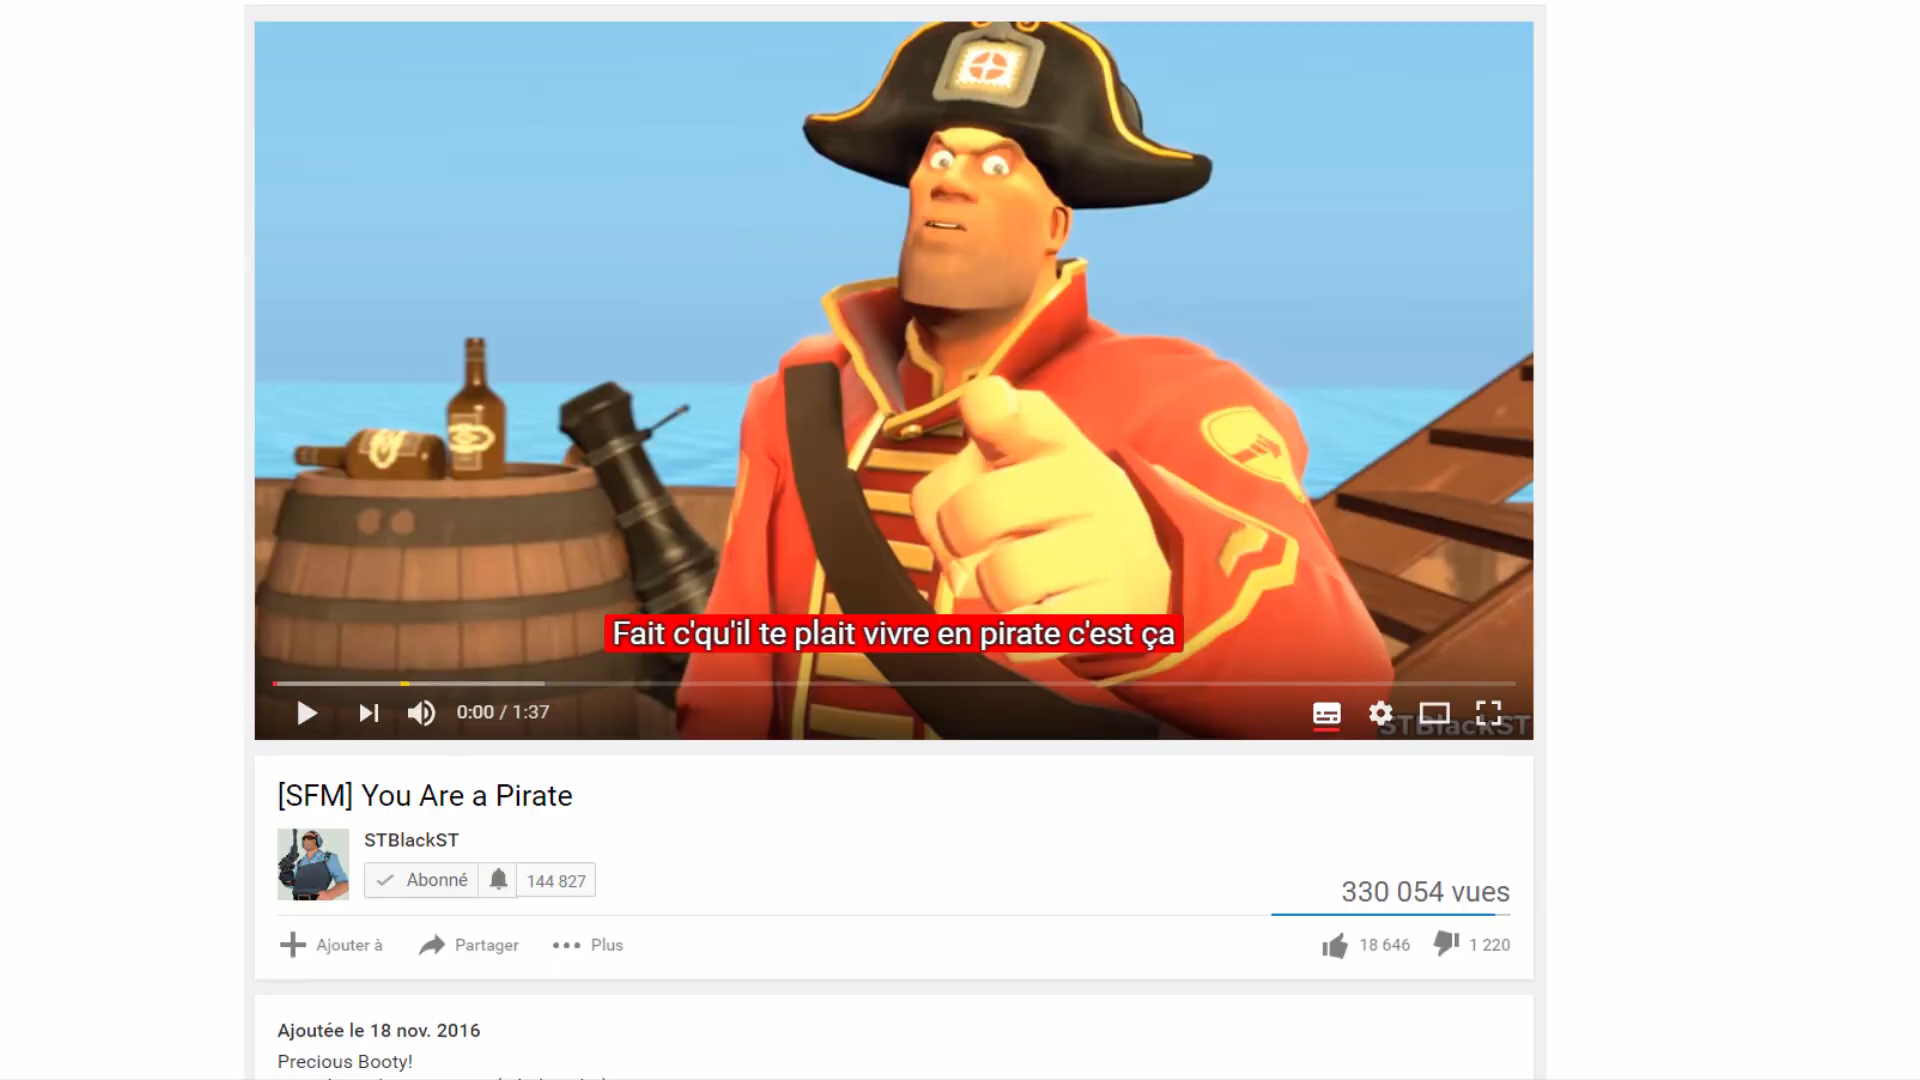 Fait c'qu'il te plait vivre en pirate c'est ça
0:00 / 1:37
STBlackST
[SFM] You Are a Pirate
STBlackST
Abonné 144 827
330 054 vues
Ajouter à Partager Plus 18 646 1 220
Ajoutée le 18 nov. 2016
Precious Booty!